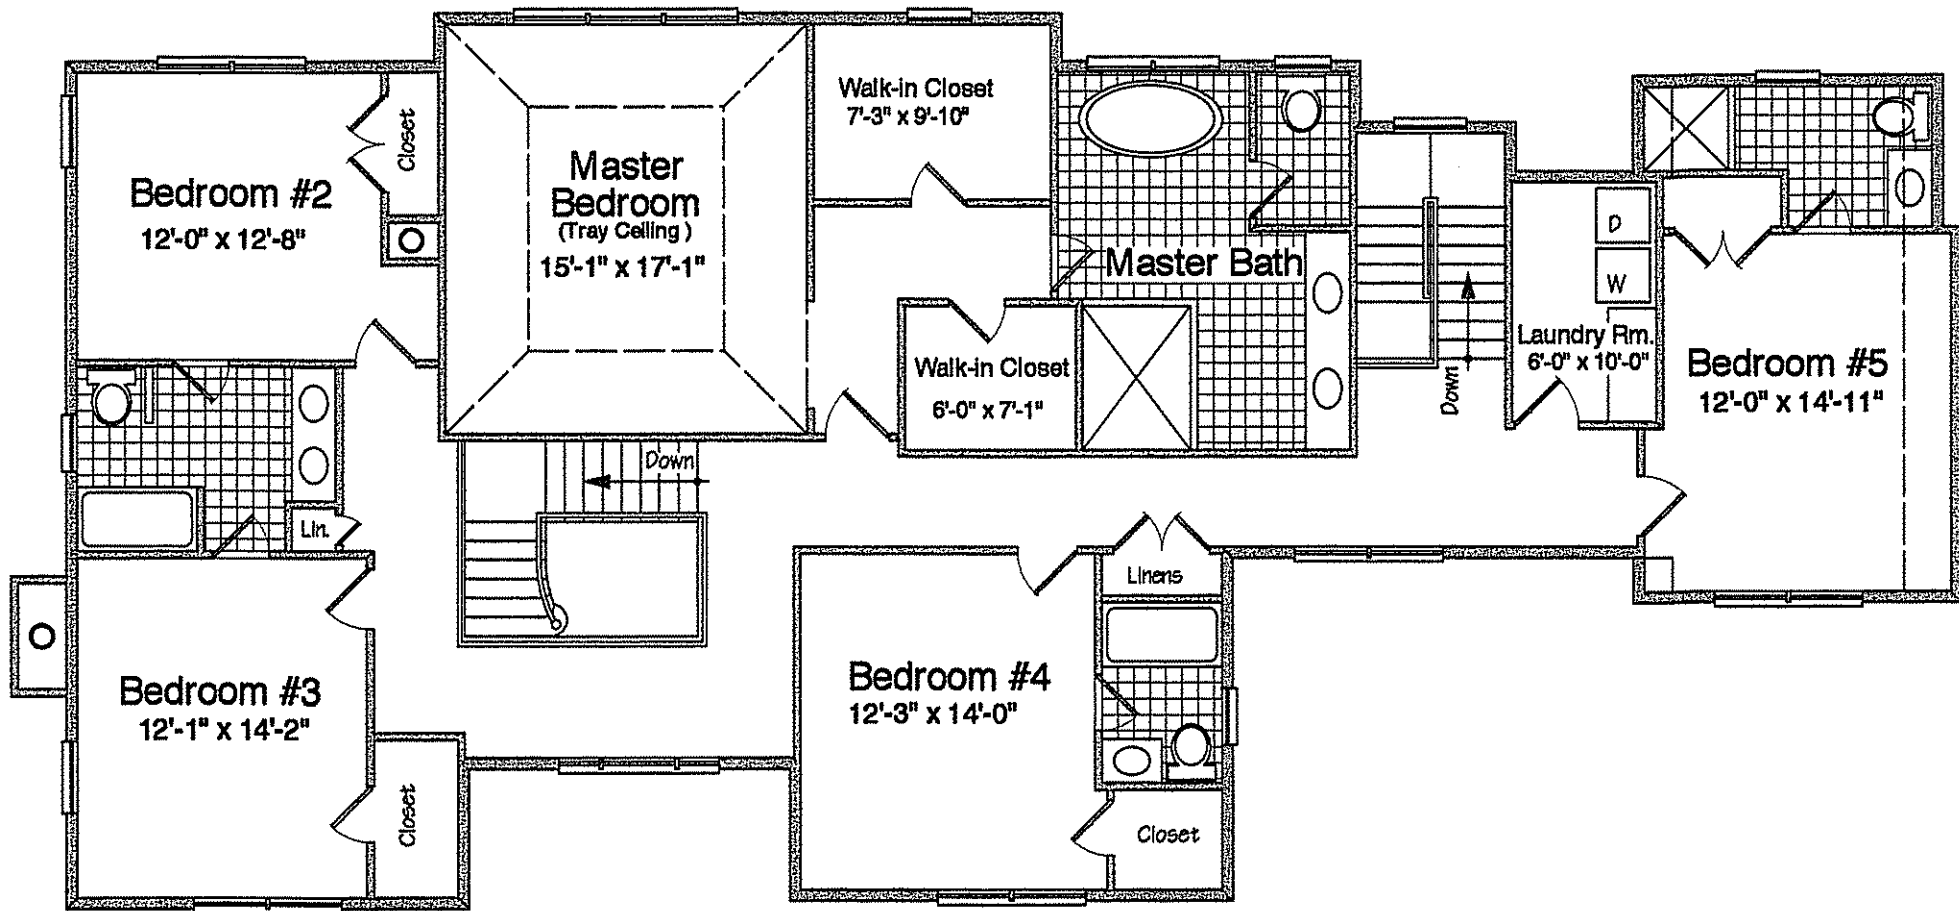 Walk-in Closet
7'-3" x 9'-10"
Closet
Master
Bedroom
(Tray Ceiling)
15'-1" x 17'-1"
Bedroom #2
12'-0" x 12'-8"
Master Bath
D
W
Laundry Rm.
6'-0" x 10'-0"
Bedroom #5
12'-0" x 14'-11"
Walk-in Closet
6'-0" x 7'-1"
Down
Down
Lin.
Linens
Bedroom #3
12'-1" x 14'-2"
Bedroom #4
12'-3" x 14'-0"
Closet
Closet